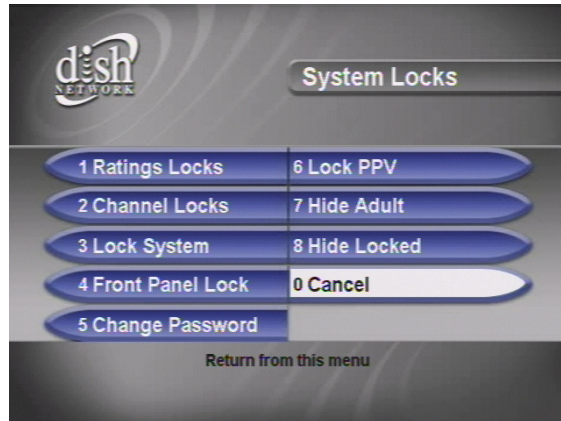 dish
NETWORK
System Locks
1 Ratings Locks
2 Channel Locks
3 Lock System
4 Front Panel Lock
5 Change Password
6 Lock PPV
7 Hide Adult
8 Hide Locked
0 Cancel
Return from this menu